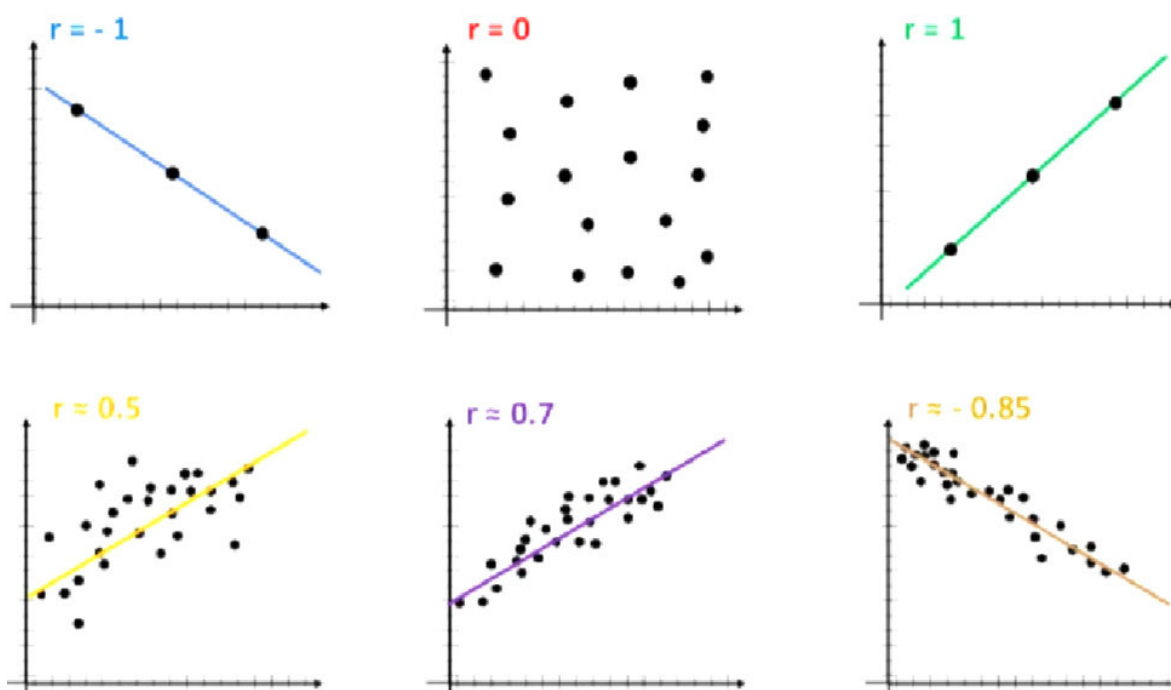 r = - 1
r = 0
r = 1
r ≈ 0.5
r ≈ 0.7
r ≈ - 0.85